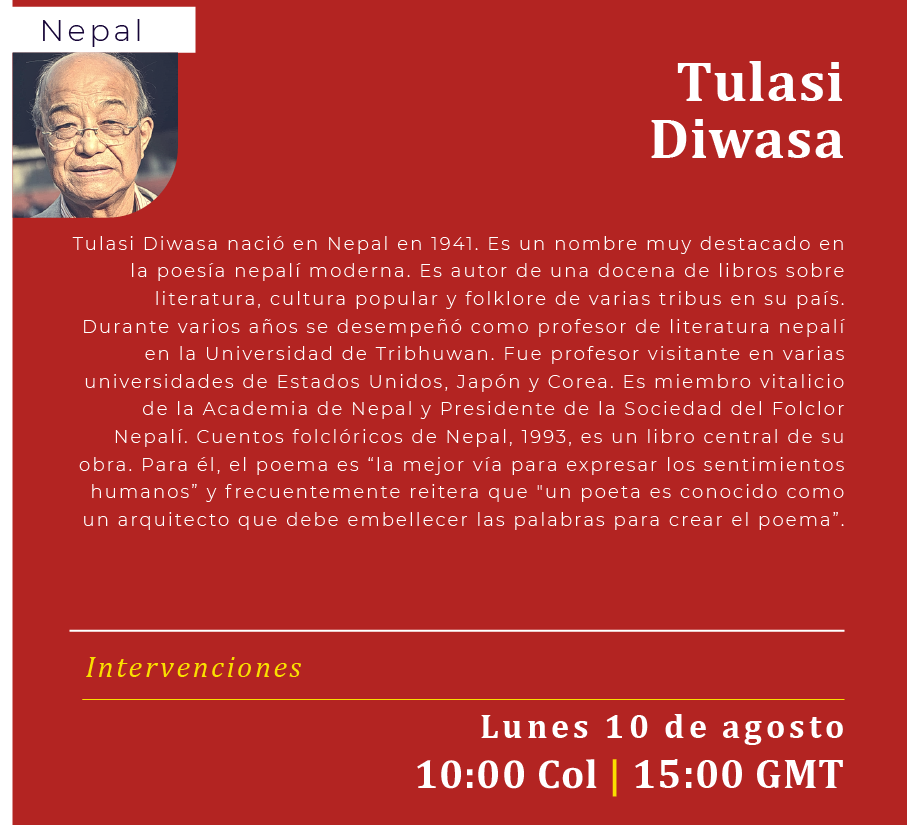 Nepal
Tulasi
Diwasa
Tulasi Diwasa nació en Nepal en 1941. Es un nombre muy destacado en
la poesía nepalí moderna. Es autor de una docena de libros sobre
literatura, cultura popular y folklore de varias tribus en su país.
Durante varios años se desempeñó como profesor de literatura nepalí
en la Universidad de Tribhuwan. Fue profesor visitante en varias
universidades de Estados Unidos, Japón y Corea. Es miembro vitalicio
de la Academia de Nepal y Presidente de la Sociedad del Folclor
Nepalí. Cuentos folclóricos de Nepal, 1993, es un libro central de su
obra. Para él, el poema es “la mejor vía para expresar los sentimientos
humanos” y frecuentemente reitera que "un poeta es conocido como
un arquitecto que debe embellecer las palabras para crear el poema”.
Intervenciones
Lunes 10 de agosto
10:00 Col | 15:00 GMT